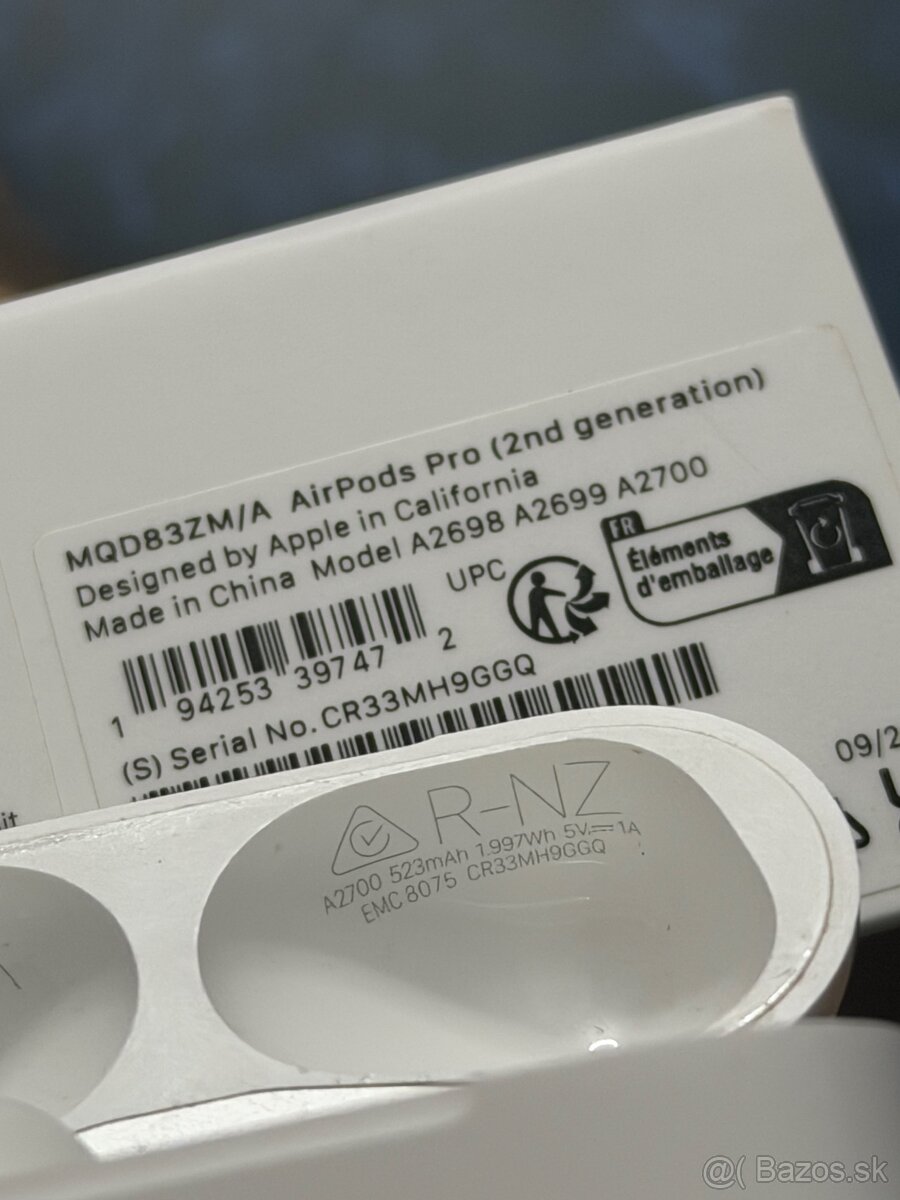 MQD83ZM/A AirPods Pro (2nd generation)
Designed by Apple in California
Made in China Model A2698 A2699 A2700
UPC
FR
Éléments
d'emballage
1 94253 39747 2
(S) Serial No. CR33MH9GGQ
09/2
R-NZ
A2700 523mAh 1.997Wh 5V⎓1A
EMC 8075 CR33MH9GGQ
@( Bazos.sk